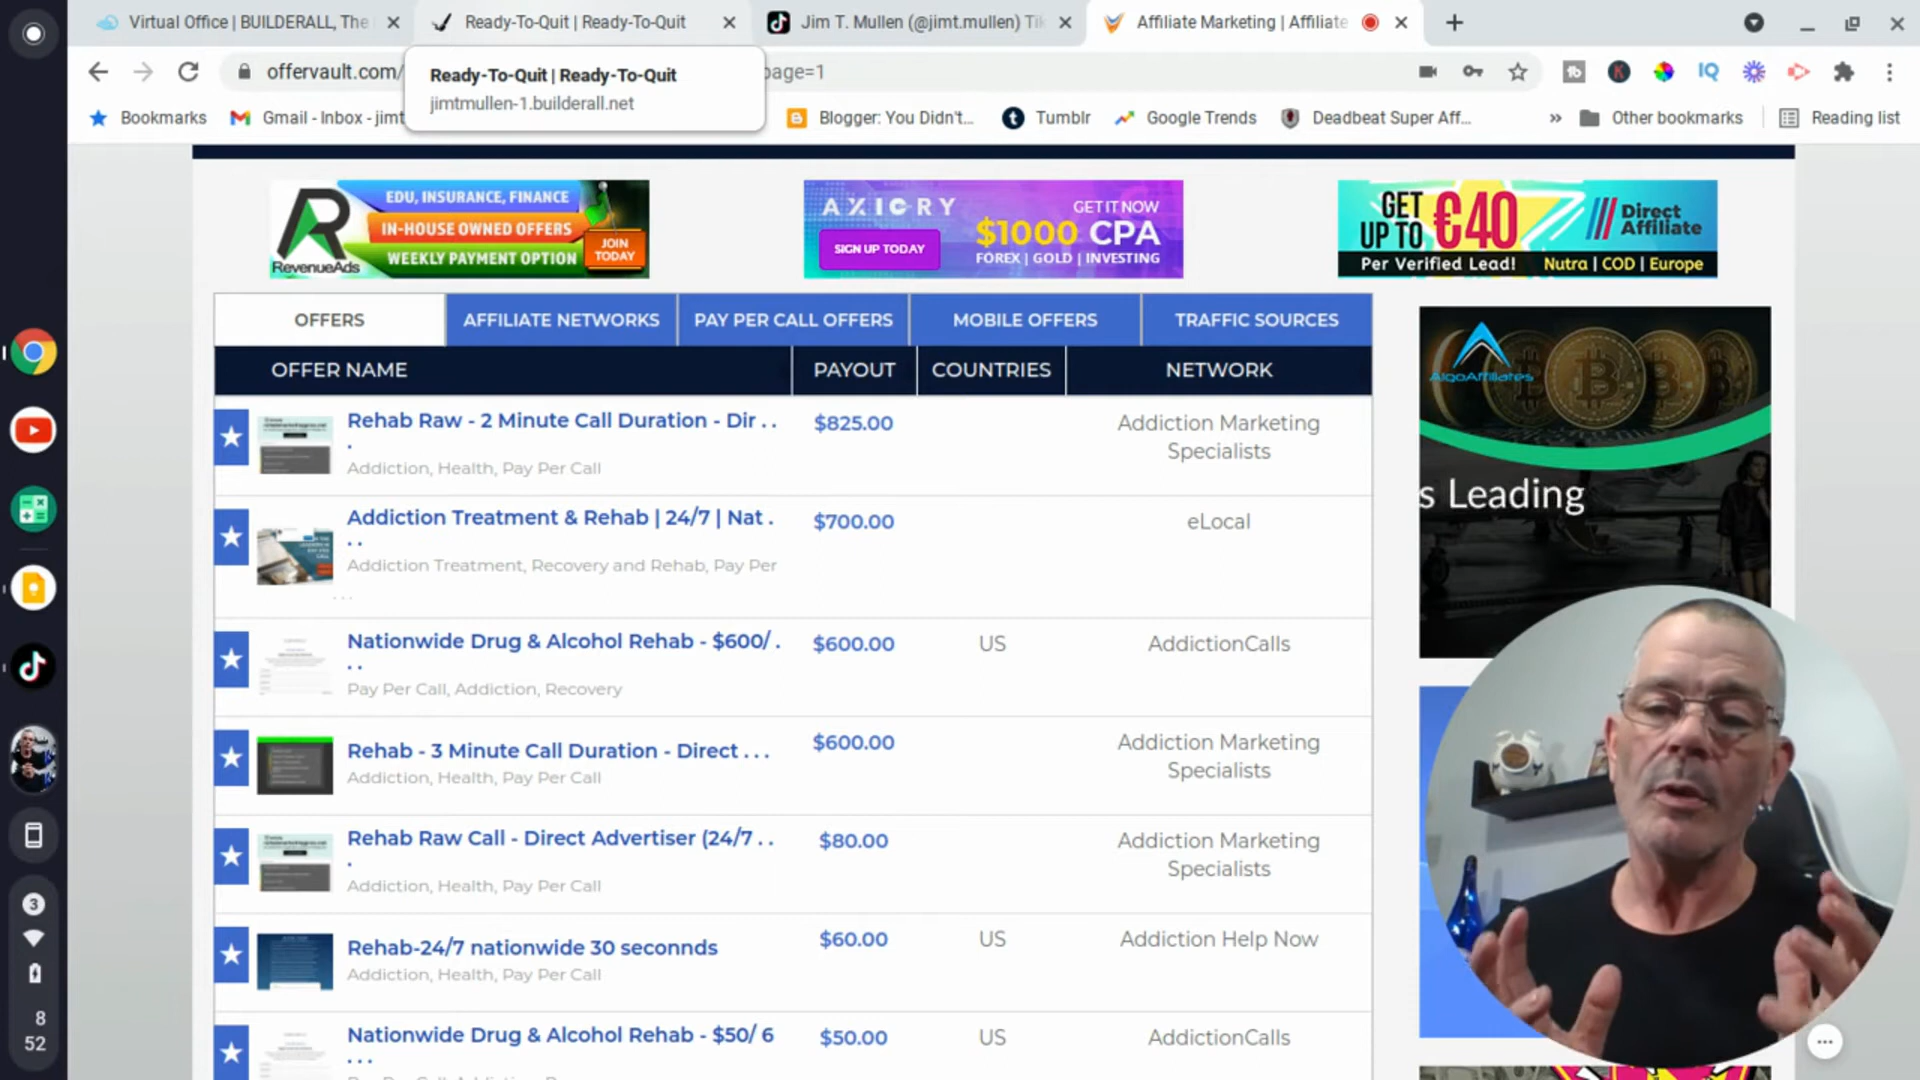 Virtual Office | BUILDERALL, The
Ready-To-Quit | Ready-To-Quit
Jim T. Mullen (@jimt.mullen) Tik
Affiliate Marketing | Affiliate
offervault.com/
page=1
Ready-To-Quit | Ready-To-Quit
jimtmullen-1.builderall.net
Bookmarks
Gmail - Inbox - jimt
Blogger: You Didn't...
Tumblr
Google Trends
Deadbeat Super Aff...
Other bookmarks
Reading list
EDU, INSURANCE, FINANCE
IN-HOUSE OWNED OFFERS
WEEKLY PAYMENT OPTION
JOIN
TODAY
RevenueAds
AXIORY
SIGN UP TODAY
GET IT NOW
$1000 CPA
FOREX | GOLD | INVESTING
GET
UP TO €40
Direct
Affiliate
Per Verified Lead! Nutra | COD | Europe
OFFERS
AFFILIATE NETWORKS
PAY PER CALL OFFERS
MOBILE OFFERS
TRAFFIC SOURCES
OFFER NAME
PAYOUT
COUNTRIES
NETWORK
Rehab Raw - 2 Minute Call Duration - Dir . . .
Addiction, Health, Pay Per Call
$825.00
Addiction Marketing
Specialists
Addiction Treatment & Rehab | 24/7 | Nat . . .
Addiction Treatment, Recovery and Rehab, Pay Per
. . .
$700.00
eLocal
Nationwide Drug & Alcohol Rehab - $600/ . . .
Pay Per Call, Addiction, Recovery
$600.00
US
AddictionCalls
Rehab - 3 Minute Call Duration - Direct . . .
Addiction, Health, Pay Per Call
$600.00
Addiction Marketing
Specialists
Rehab Raw Call - Direct Advertiser (24/7 . . .
Addiction, Health, Pay Per Call
$80.00
Addiction Marketing
Specialists
Rehab-24/7 nationwide 30 seconnds
Addiction, Health, Pay Per Call
$60.00
US
Addiction Help Now
Nationwide Drug & Alcohol Rehab - $50/ 6 . . .
$50.00
US
AddictionCalls
AlgoAffiliates
s Leading
IQ
3
8
52